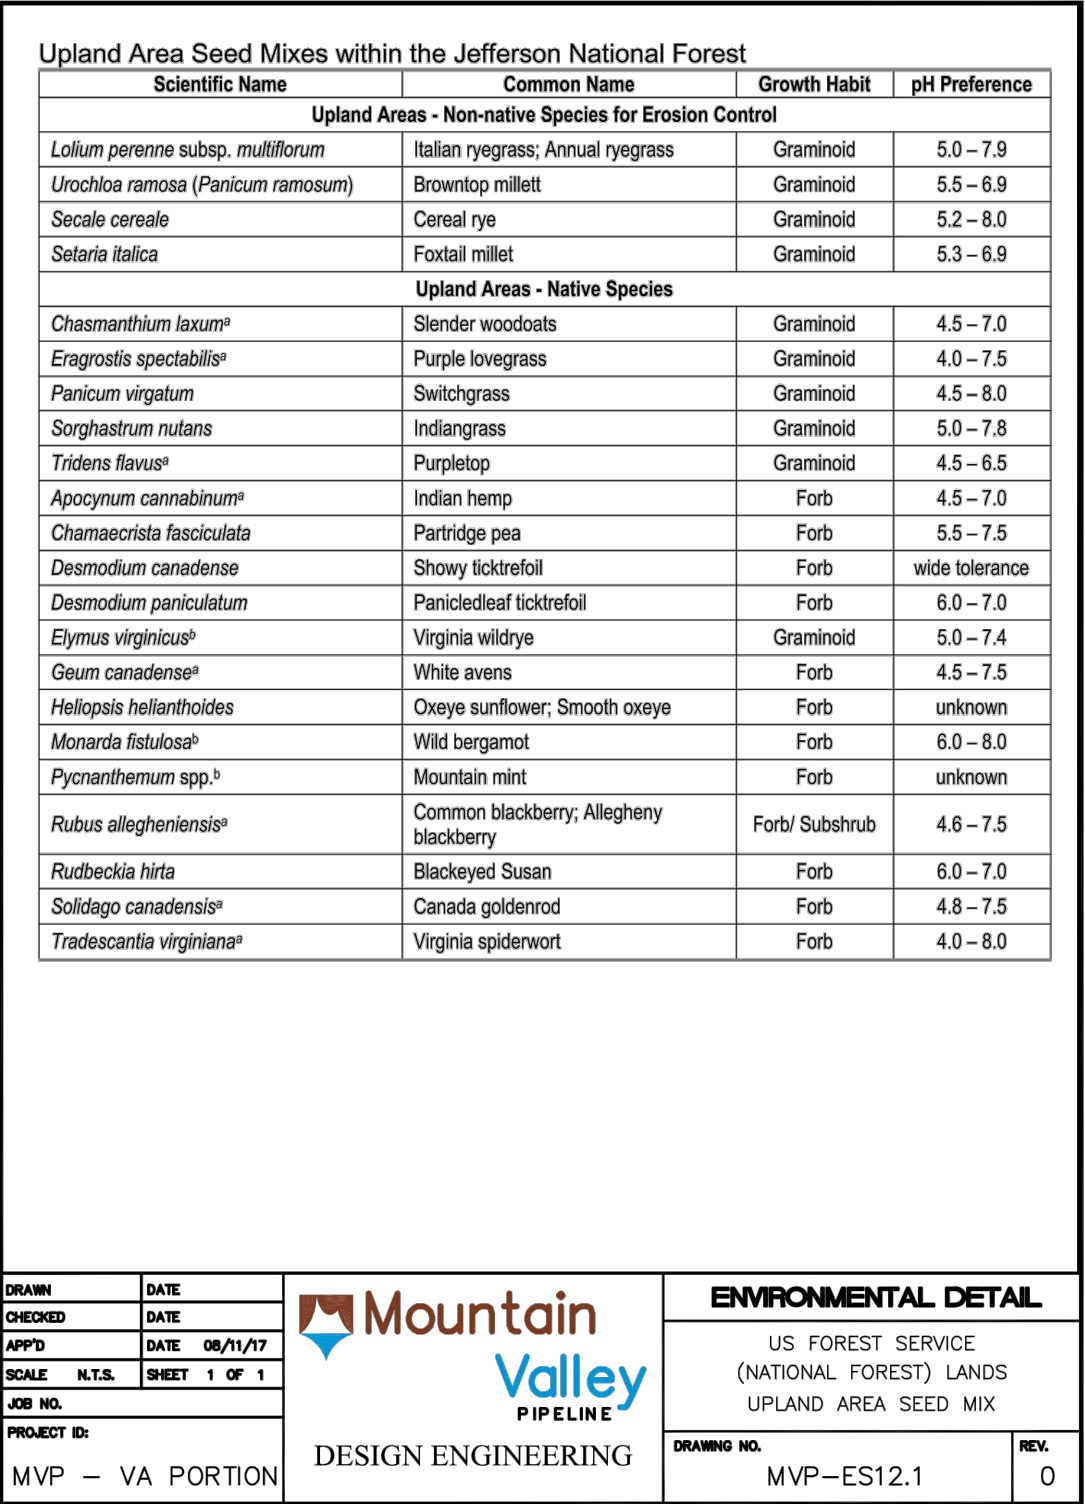 Upland Area Seed Mixes within the Jefferson National Forest
Scientific Name Common Name Growth Habit pH Preference
Upland Areas - Non-native Species for Erosion Control
Lolium perenne subsp. multiflorum Italian ryegrass; Annual ryegrass Graminoid 5.0 – 7.9
Urochloa ramosa (Panicum ramosum) Browntop millett Graminoid 5.5 – 6.9
Secale cereale Cereal rye Graminoid 5.2 – 8.0
Setaria italica Foxtail millet Graminoid 5.3 – 6.9
Upland Areas - Native Species
Chasmanthium laxumᵃ Slender woodoats Graminoid 4.5 – 7.0
Eragrostis spectabilisᵃ Purple lovegrass Graminoid 4.0 – 7.5
Panicum virgatum Switchgrass Graminoid 4.5 – 8.0
Sorghastrum nutans Indiangrass Graminoid 5.0 – 7.8
Tridens flavusᵃ Purpletop Graminoid 4.5 – 6.5
Apocynum cannabinumᵃ Indian hemp Forb 4.5 – 7.0
Chamaecrista fasciculata Partridge pea Forb 5.5 – 7.5
Desmodium canadense Showy ticktrefoil Forb wide tolerance
Desmodium paniculatum Panicledleaf ticktrefoil Forb 6.0 – 7.0
Elymus virginicusᵇ Virginia wildrye Graminoid 5.0 – 7.4
Geum canadenseᵃ White avens Forb 4.5 – 7.5
Heliopsis helianthoides Oxeye sunflower; Smooth oxeye Forb unknown
Monarda fistulosaᵇ Wild bergamot Forb 6.0 – 8.0
Pycnanthemum spp.ᵇ Mountain mint Forb unknown
Rubus allegheniensisᵃ Common blackberry; Allegheny blackberry Forb/ Subshrub 4.6 – 7.5
Rudbeckia hirta Blackeyed Susan Forb 6.0 – 7.0
Solidago canadensisᵃ Canada goldenrod Forb 4.8 – 7.5
Tradescantia virginianaᵃ Virginia spiderwort Forb 4.0 – 8.0
DRAWN DATE
CHECKED DATE
APP'D DATE 08/11/17
SCALE N.T.S. SHEET 1 OF 1
JOB NO.
PROJECT ID:
MVP – VA PORTION
Mountain
Valley
PIPELINE
DESIGN ENGINEERING
ENVIRONMENTAL DETAIL
US FOREST SERVICE
(NATIONAL FOREST) LANDS
UPLAND AREA SEED MIX
DRAWING NO. REV.
MVP–ES12.1 0